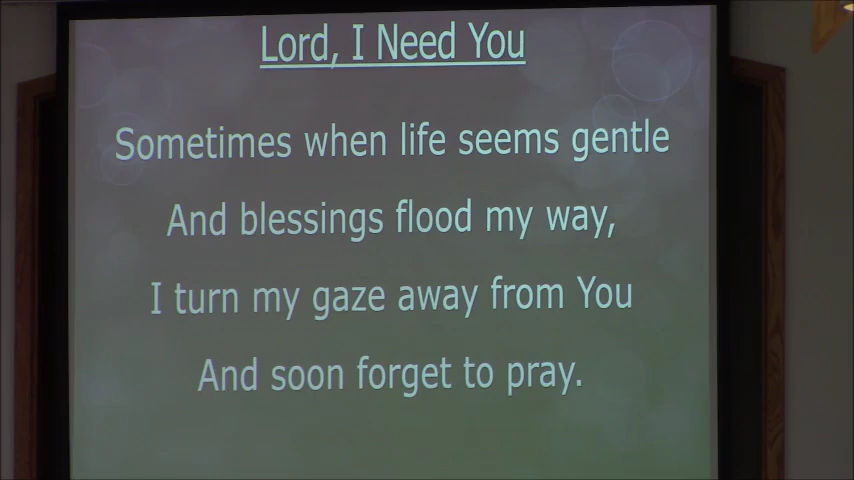 Lord, I Need You
Sometimes when life seems gentle
And blessings flood my way,
I turn my gaze away from You
And soon forget to pray.